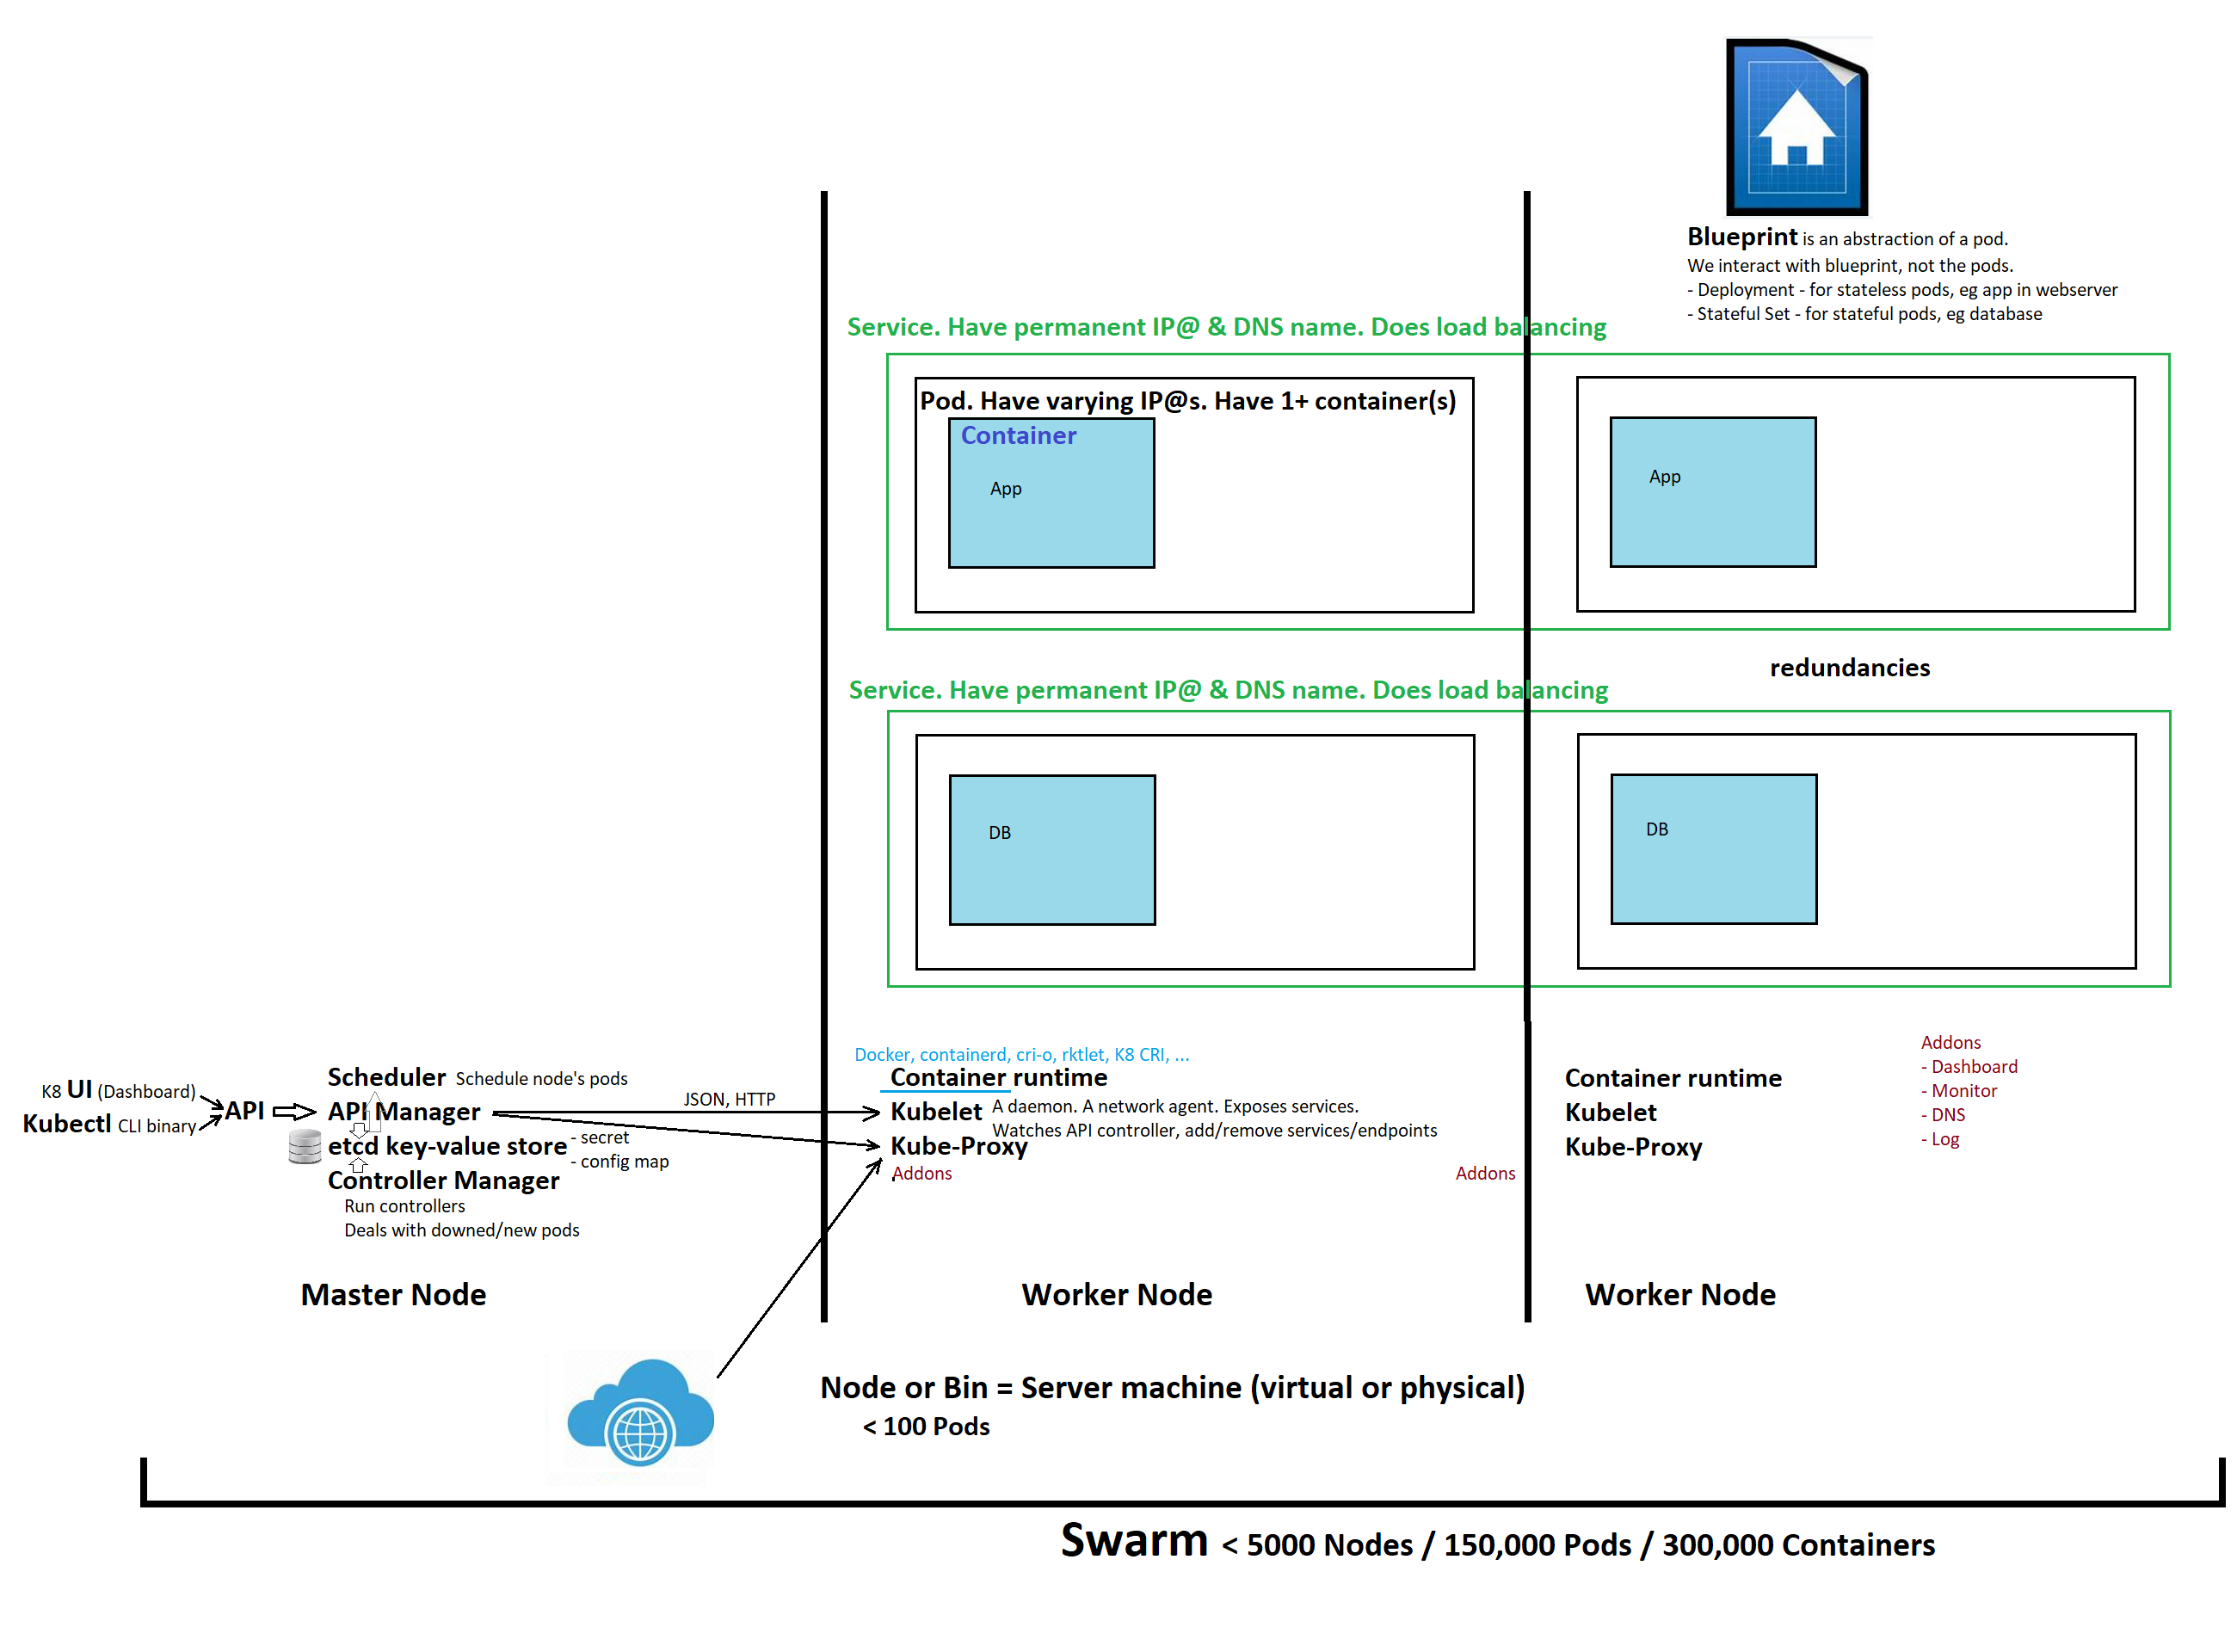 Blueprint is an abstraction of a pod.
We interact with blueprint, not the pods.
- Deployment - for stateless pods, eg app in webserver
- Stateful Set - for stateful pods, eg database
Service. Have permanent IP@ & DNS name. Does load balancing
Pod. Have varying IP@s. Have 1+ container(s)
Container
App
App
redundancies
Service. Have permanent IP@ & DNS name. Does load balancing
DB
DB
K8 UI (Dashboard)
Kubectl CLI binary
API
Scheduler Schedule node's pods
API Manager
etcd key-value store
- secret
- config map
Controller Manager
Run controllers
Deals with downed/new pods
JSON, HTTP
Master Node
Docker, containerd, cri-o, rktlet, K8 CRI, ...
Container runtime
Kubelet A daemon. A network agent. Exposes services.
Watches API controller, add/remove services/endpoints
Kube-Proxy
Addons
Addons
Worker Node
Container runtime
Kubelet
Kube-Proxy
Addons
- Dashboard
- Monitor
- DNS
- Log
Worker Node
Node or Bin = Server machine (virtual or physical)
< 100 Pods
Swarm < 5000 Nodes / 150,000 Pods / 300,000 Containers